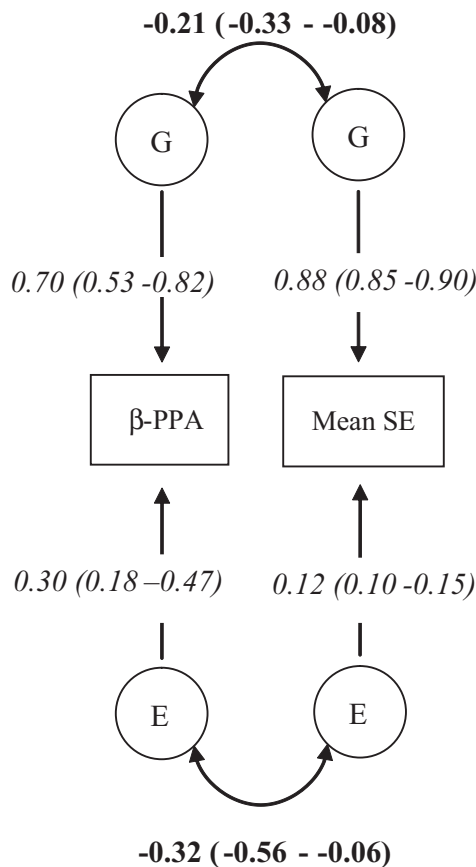 -0.21 (-0.33 - -0.08)
G G
0.70 (0.53 -0.82) 0.88 (0.85 -0.90)
β-PPA Mean SE
0.30 (0.18 –0.47) 0.12 (0.10 -0.15)
E E
-0.32 (-0.56 - -0.06)